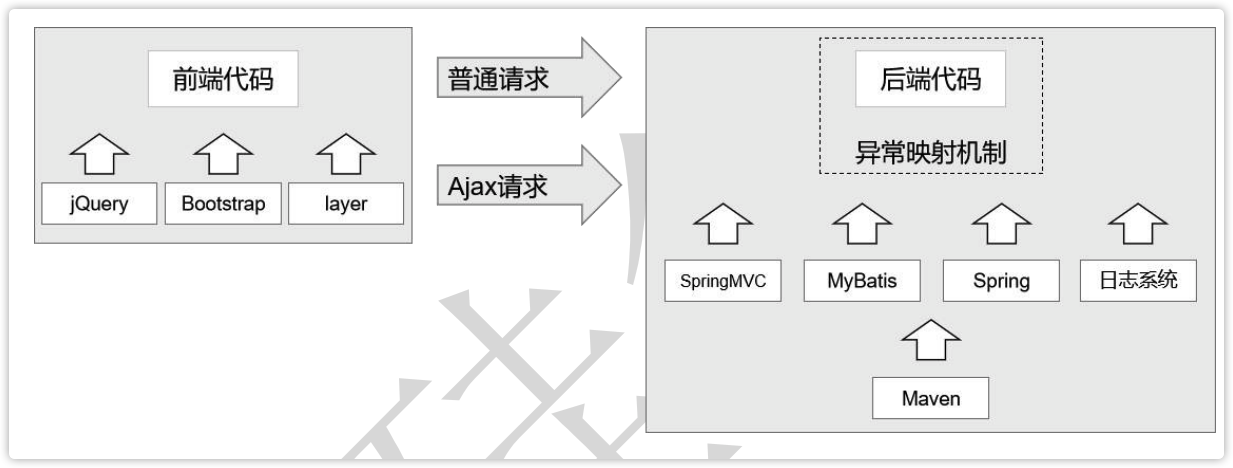 前端代码
jQuery
Bootstrap
layer
普通请求
Ajax请求
后端代码
异常映射机制
SpringMVC
MyBatis
Spring
日志系统
Maven